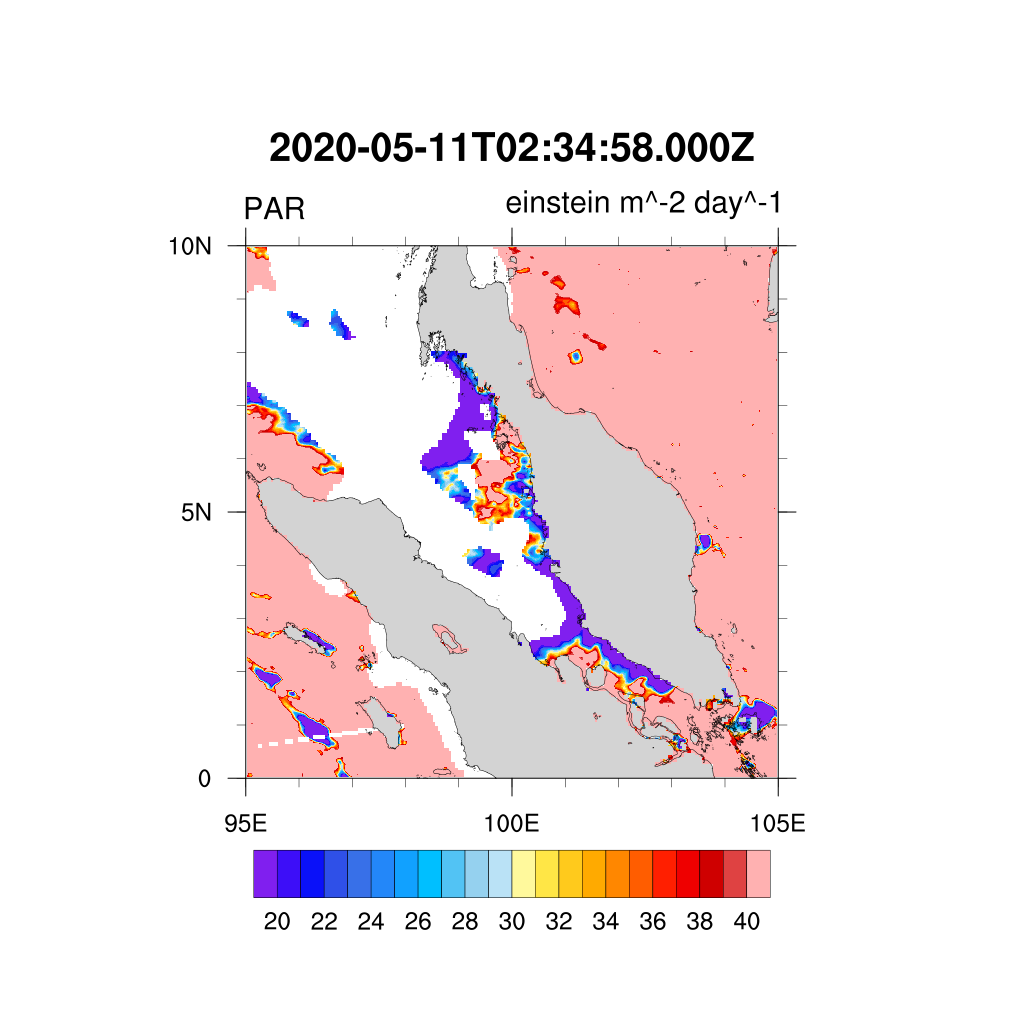 2020-05-11T02:34:58.000Z
PAR einstein m^-2 day^-1
10N
5N
0
95E 100E 105E
20 22 24 26 28 30 32 34 36 38 40